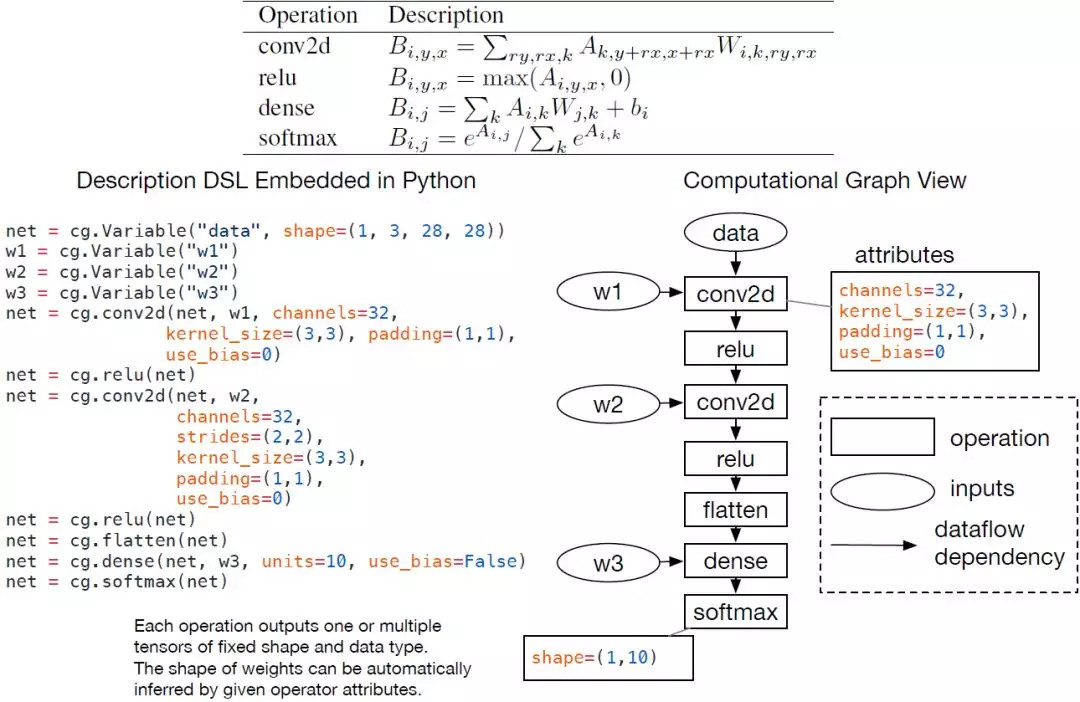 Operation Description
conv2d B_{i,y,x} = ∑_{ry,rx,k} A_{k,y+rx,x+rx}W_{i,k,ry,rx}
relu B_{i,y,x} = max(A_{i,y,x}, 0)
dense B_{i,j} = ∑_k A_{i,k}W_{j,k} + b_i
softmax B_{i,j} = e^{A_{i,j}}/∑_k e^{A_{i,k}}
Description DSL Embedded in Python
net = cg.Variable("data", shape=(1, 3, 28, 28))
w1 = cg.Variable("w1")
w2 = cg.Variable("w2")
w3 = cg.Variable("w3")
net = cg.conv2d(net, w1, channels=32,
kernel_size=(3,3), padding=(1,1),
use_bias=0)
net = cg.relu(net)
net = cg.conv2d(net, w2,
channels=32,
strides=(2,2),
kernel_size=(3,3),
padding=(1,1),
use_bias=0)
net = cg.relu(net)
net = cg.flatten(net)
net = cg.dense(net, w3, units=10, use_bias=False)
net = cg.softmax(net)
Each operation outputs one or multiple
tensors of fixed shape and data type.
The shape of weights can be automatically
inferred by given operator attributes.
Computational Graph View
data
w1
conv2d
relu
w2
conv2d
relu
flatten
w3
dense
softmax
shape=(1,10)
attributes
channels=32,
kernel_size=(3,3),
padding=(1,1),
use_bias=0
operation
inputs
dataflow
dependency